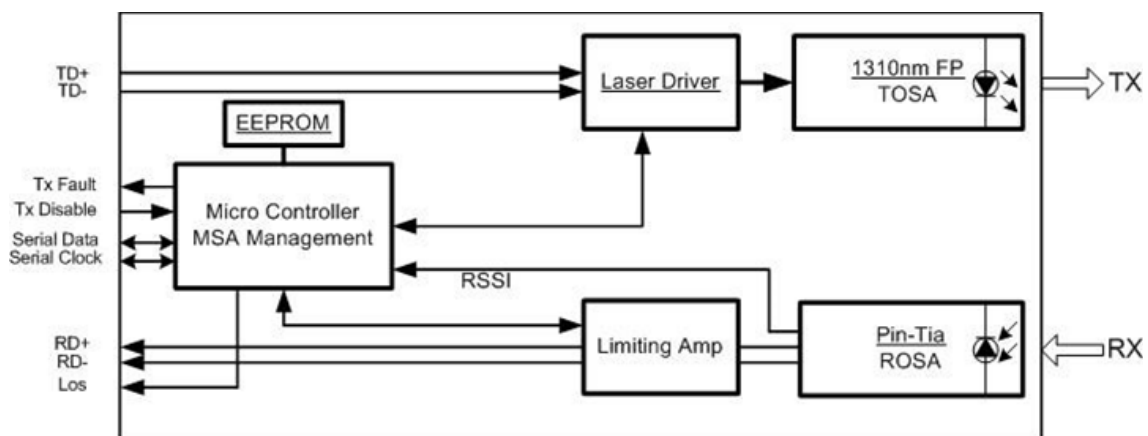 TD+
TD-
Laser Driver
1310nm FP
TOSA
TX
EEPROM
Tx Fault
Tx Disable
Serial Data
Serial Clock
Micro Controller
MSA Management
RSSI
RD+
RD-
Los
Limiting Amp
Pin-Tia
ROSA
RX